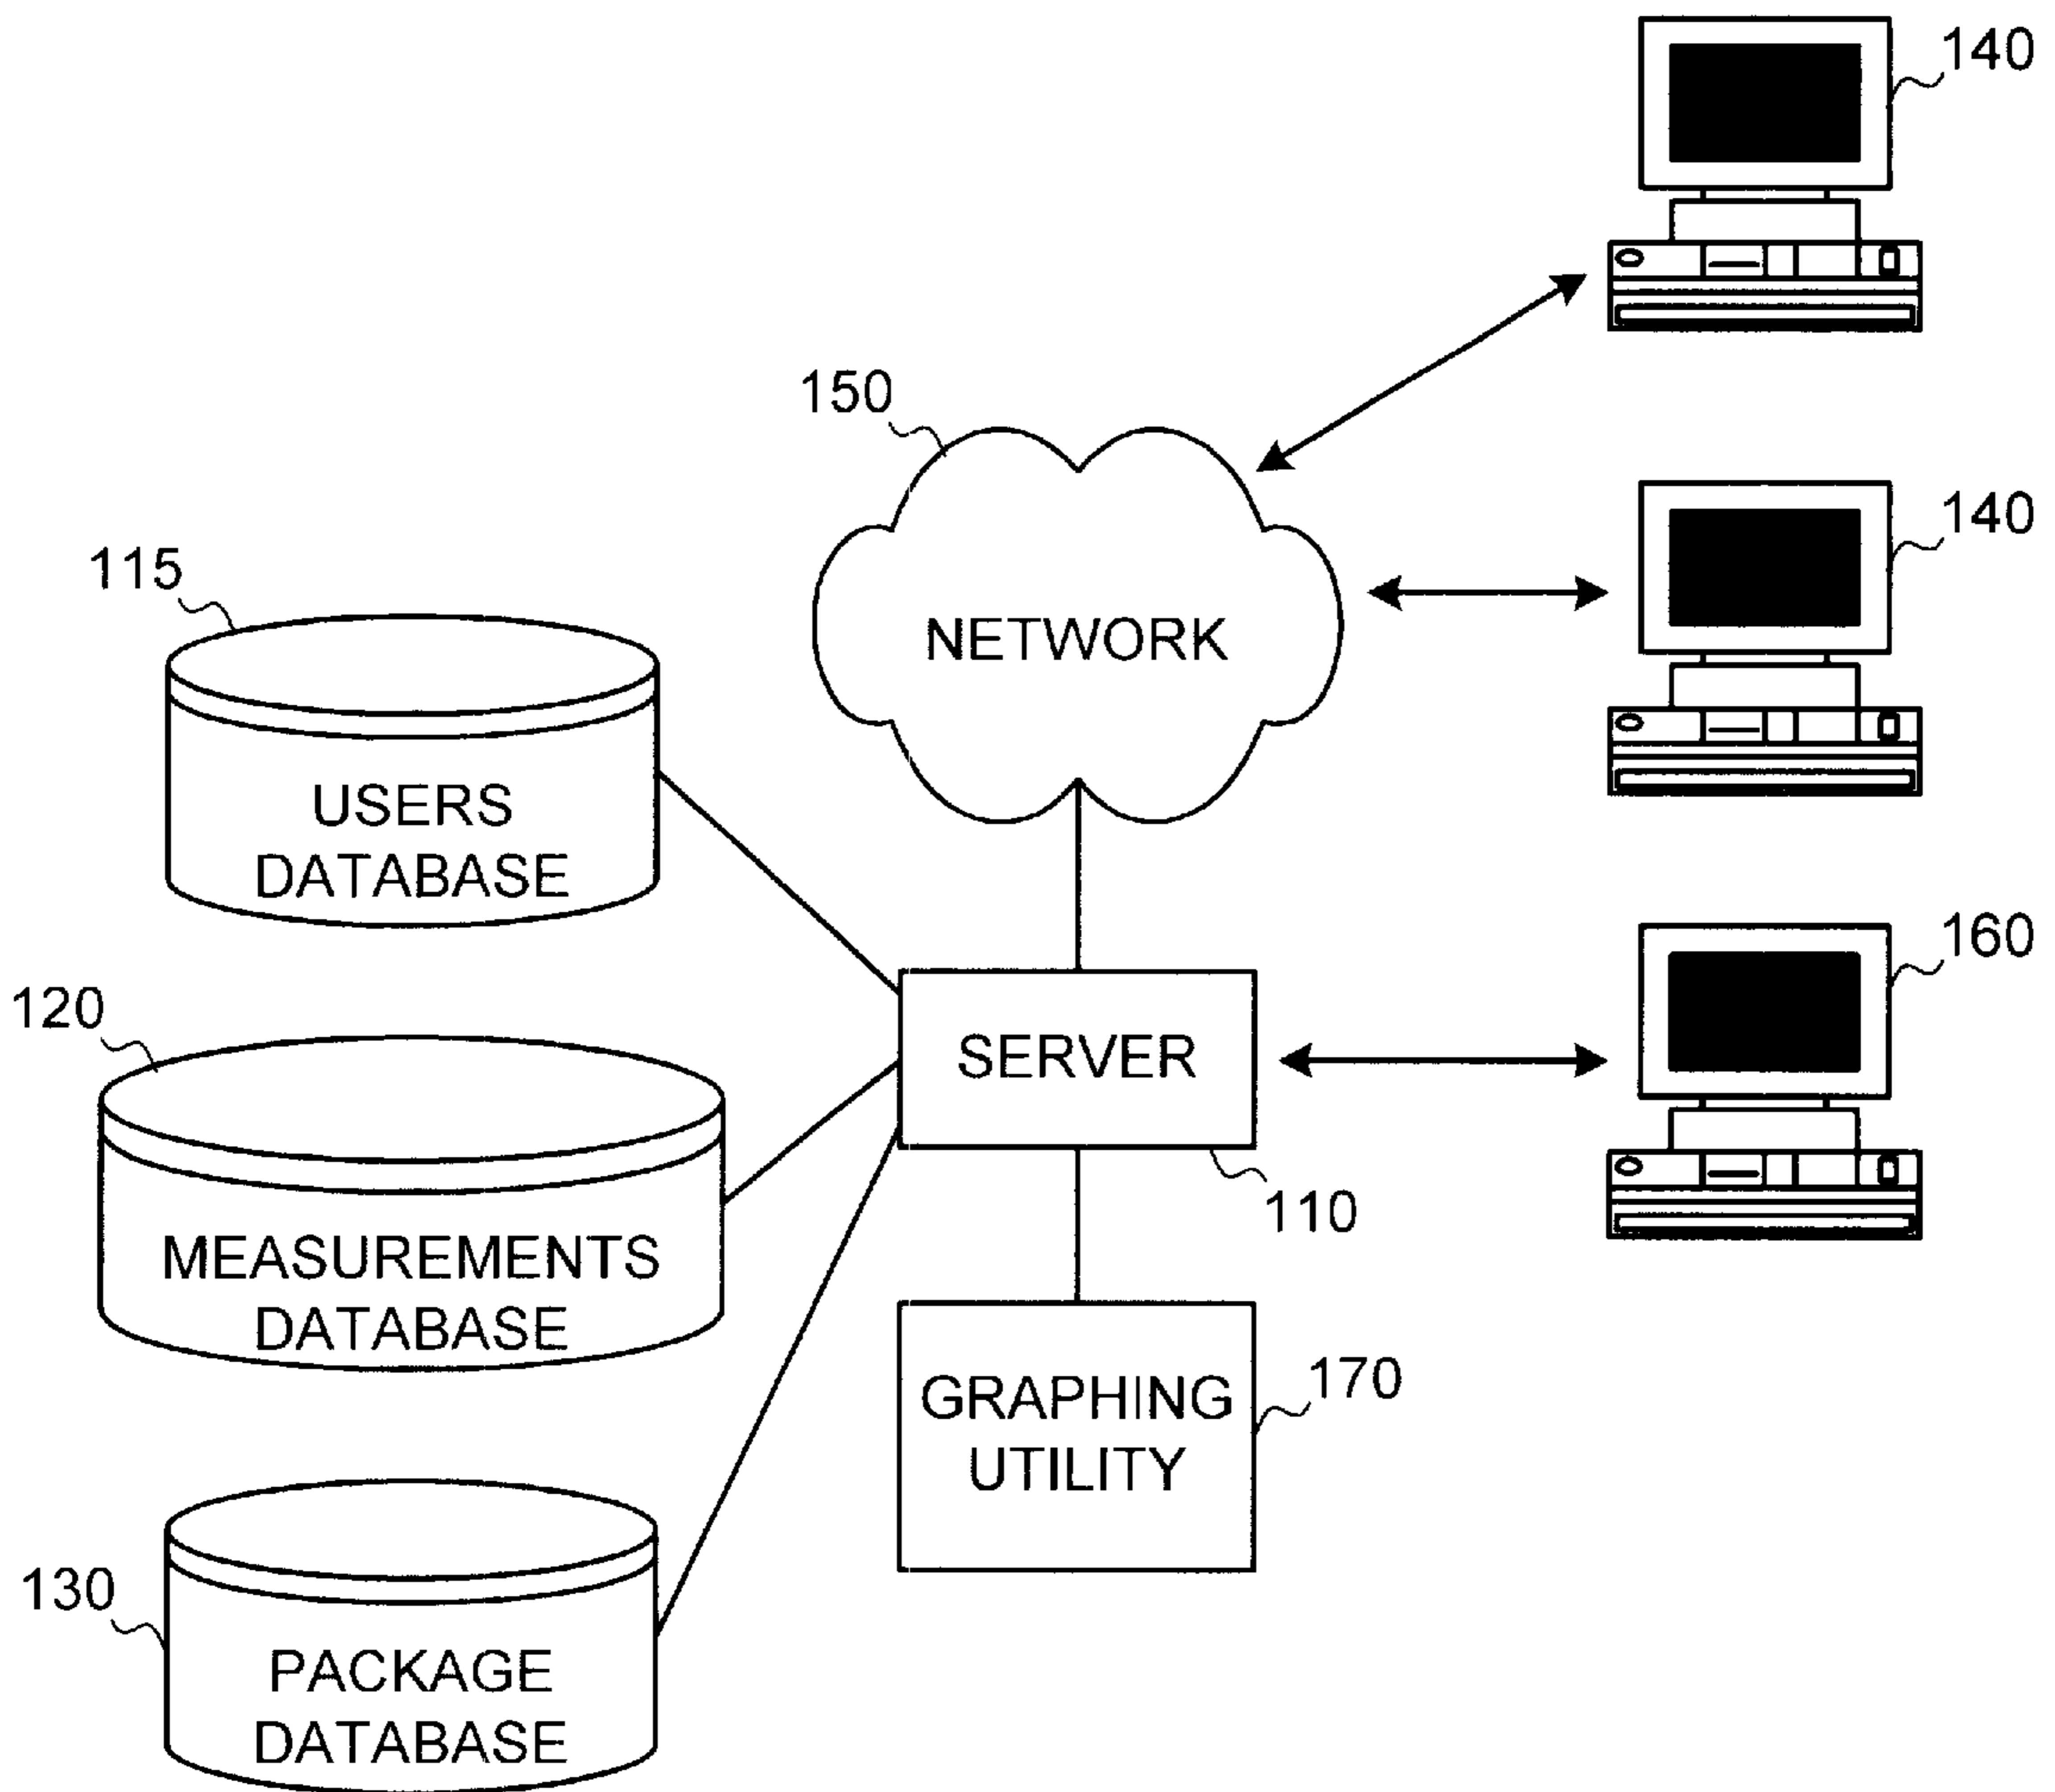 140
150
140
NETWORK
115
USERS
DATABASE
160
120
SERVER
110
MEASUREMENTS
DATABASE
170
GRAPHING
UTILITY
130
PACKAGE
DATABASE